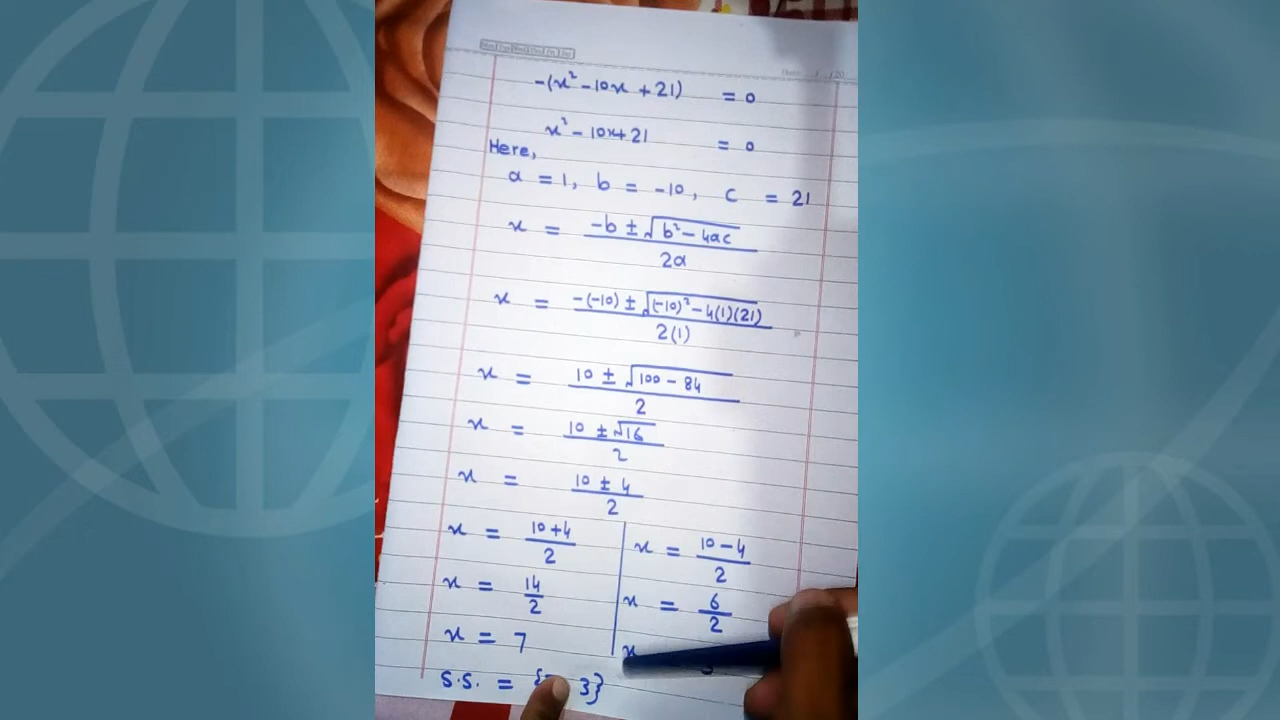 -(x² - 10x + 21) = 0
x² - 10x + 21 = 0
Here,
a = 1, b = -10, c = 21
x = (-b ± √(b² - 4ac)) / 2a
x = (-(-10) ± √((-10)² - 4(1)(21))) / 2(1)
x = (10 ± √(100 - 84)) / 2
x = (10 ± √16) / 2
x = (10 ± 4) / 2
x = (10 + 4) / 2 | x = (10 - 4) / 2
x = 14/2 | x = 6/2
x = 7 | x
S.S. = { 3}